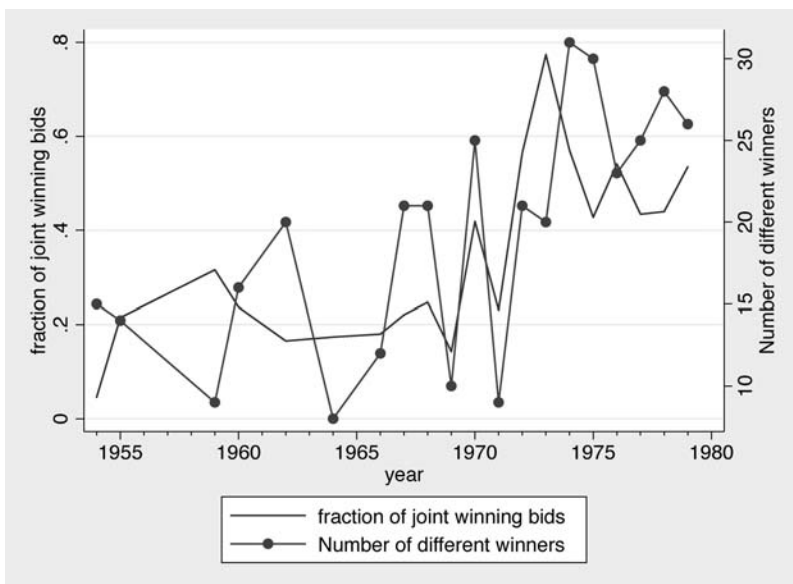 fraction of joint winning bids
.8
.6
.4
.2
0
Number of different winners
30
25
20
15
10
1955 1960 1965 1970 1975 1980
year
fraction of joint winning bids
Number of different winners